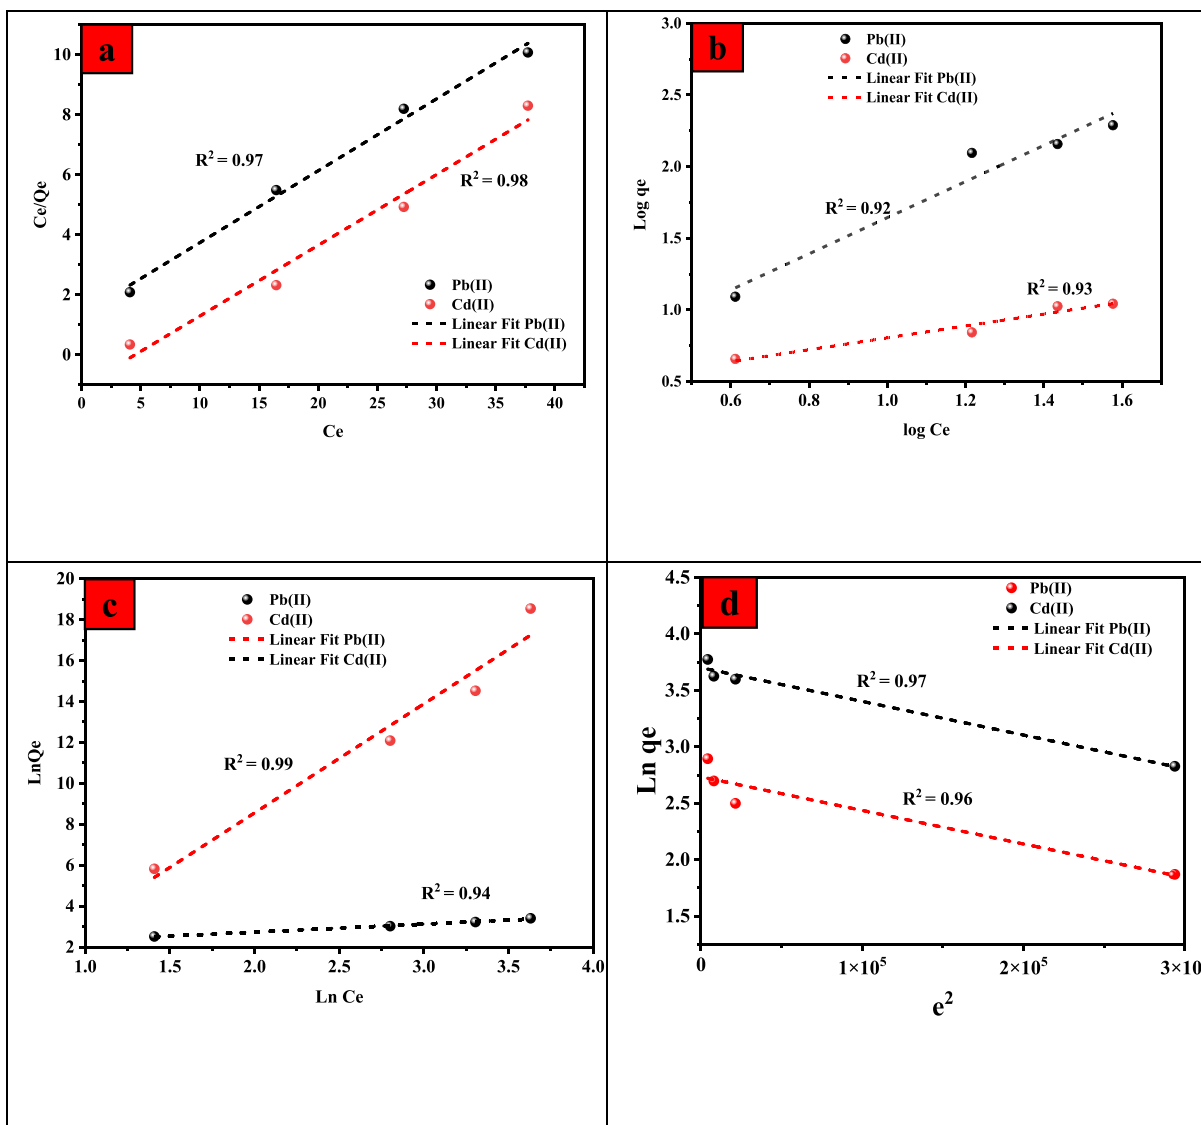 a
10
8
6
4
2
0
Ce/Qe
R² = 0.97
R² = 0.98
Pb(II)
Cd(II)
Linear Fit Pb(II)
Linear Fit Cd(II)
0 5 10 15 20 25 30 35 40
Ce
b
3.0
2.5
2.0
1.5
1.0
0.5
Log qe
Pb(II)
Cd(II)
Linear Fit Pb(II)
Linear Fit Cd(II)
R² = 0.92
R² = 0.93
0.6 0.8 1.0 1.2 1.4 1.6
log Ce
c
20
18
16
14
12
10
8
6
4
2
LnQe
Pb(II)
Cd(II)
Linear Fit Pb(II)
Linear Fit Cd(II)
R² = 0.99
R² = 0.94
1.0 1.5 2.0 2.5 3.0 3.5 4.0
Ln Ce
d
4.5
4.0
3.5
3.0
2.5
2.0
1.5
Ln qe
Pb(II)
Cd(II)
Linear Fit Pb(II)
Linear Fit Cd(II)
R² = 0.97
R² = 0.96
0 1×10⁵ 2×10⁵ 3×10
e²